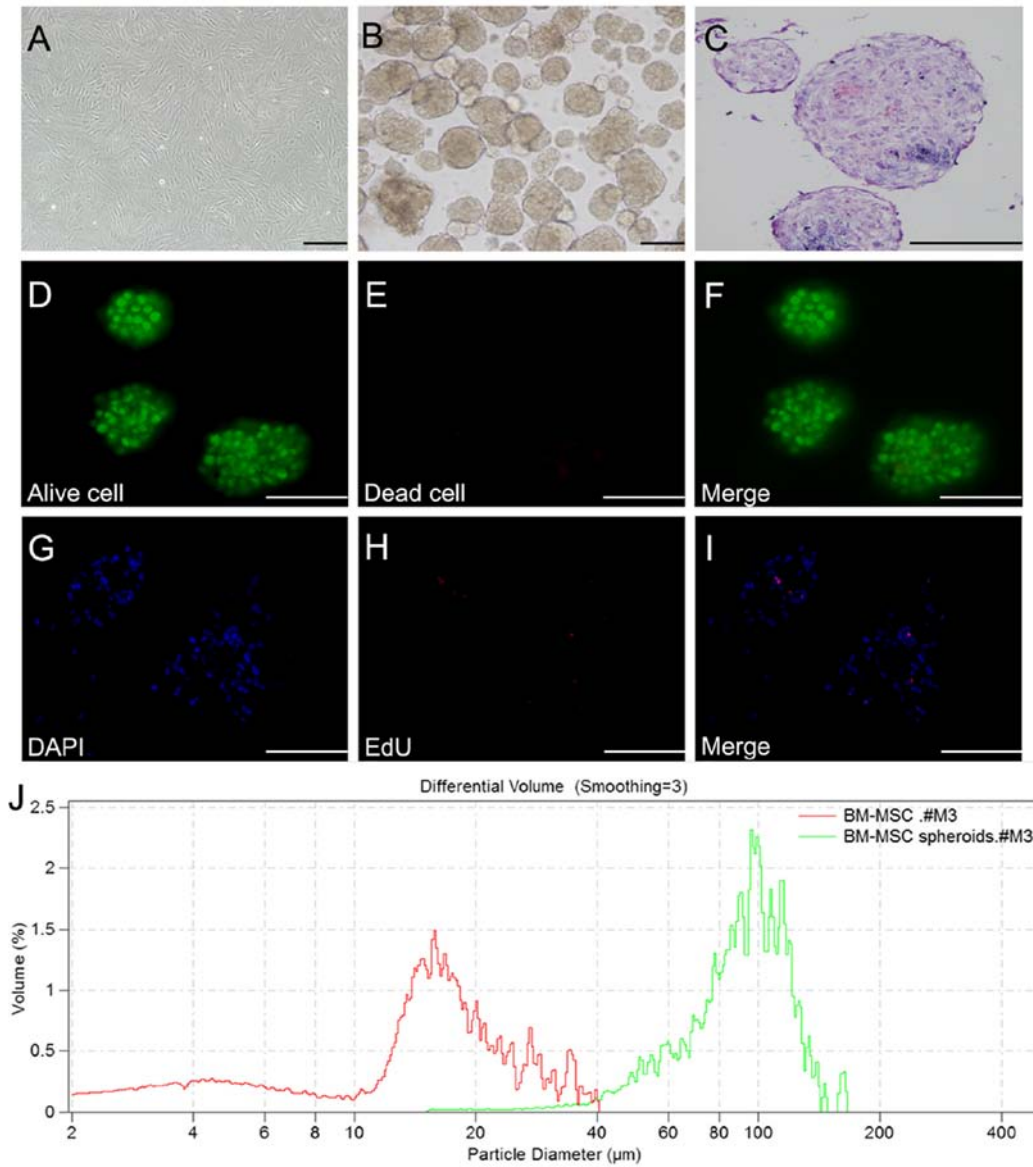 A
B
C
D
Alive cell
E
Dead cell
F
Merge
G
DAPI
H
EdU
I
Merge
J
Differential Volume (Smoothing=3)
BM-MSC .#M3
BM-MSC spheroids.#M3
Volume (%)
2.5
2
1.5
1
0.5
0
2 4 6 8 10 20 40 60 80 100 200 400
Particle Diameter (µm)